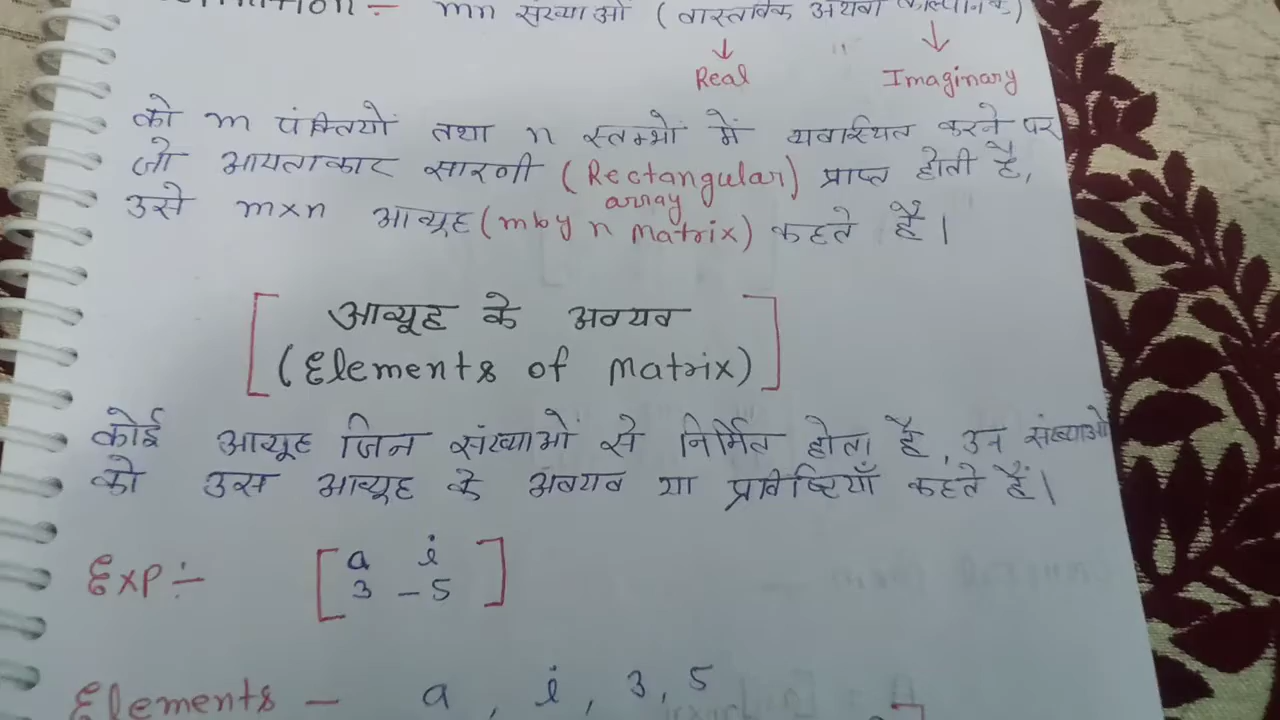 mn संख्याओं (वास्तविक अथवा काल्पनिक)
Real Imaginary
को m पंक्तियों तथा n स्तम्भों में व्यवस्थित करने पर
जो आयताकार सारणी (Rectangular array) प्राप्त होती है,
उसे m×n आव्यूह (m by n Matrix) कहते हैं।
[ आव्यूह के अवयव
(Elements of Matrix) ]
कोई आव्यूह जिन संख्याओं से निर्मित होता है, उन संख्याओं
को उस आव्यूह के अवयव या प्रविष्टियाँ कहते हैं।
Exp ÷ [ a i
3 -5 ]
Elements - a, i, 3, 5